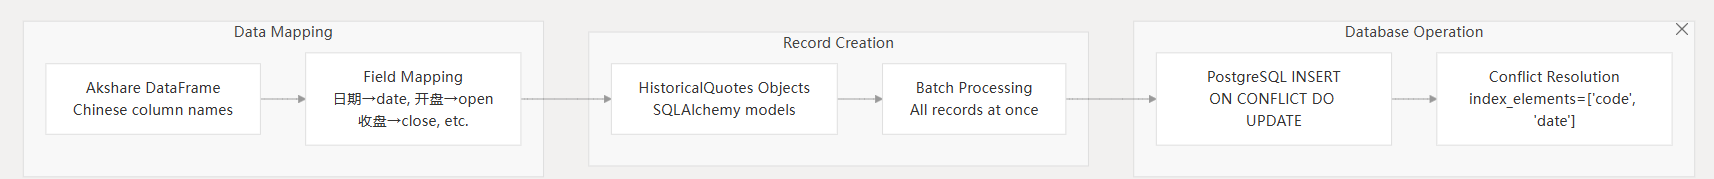 Data Mapping
Akshare DataFrame
Chinese column names
Field Mapping
日期→date, 开盘→open
收盘→close, etc.
Record Creation
HistoricalQuotes Objects
SQLAlchemy models
Batch Processing
All records at once
Database Operation
PostgreSQL INSERT
ON CONFLICT DO
UPDATE
Conflict Resolution
index_elements=['code',
'date']